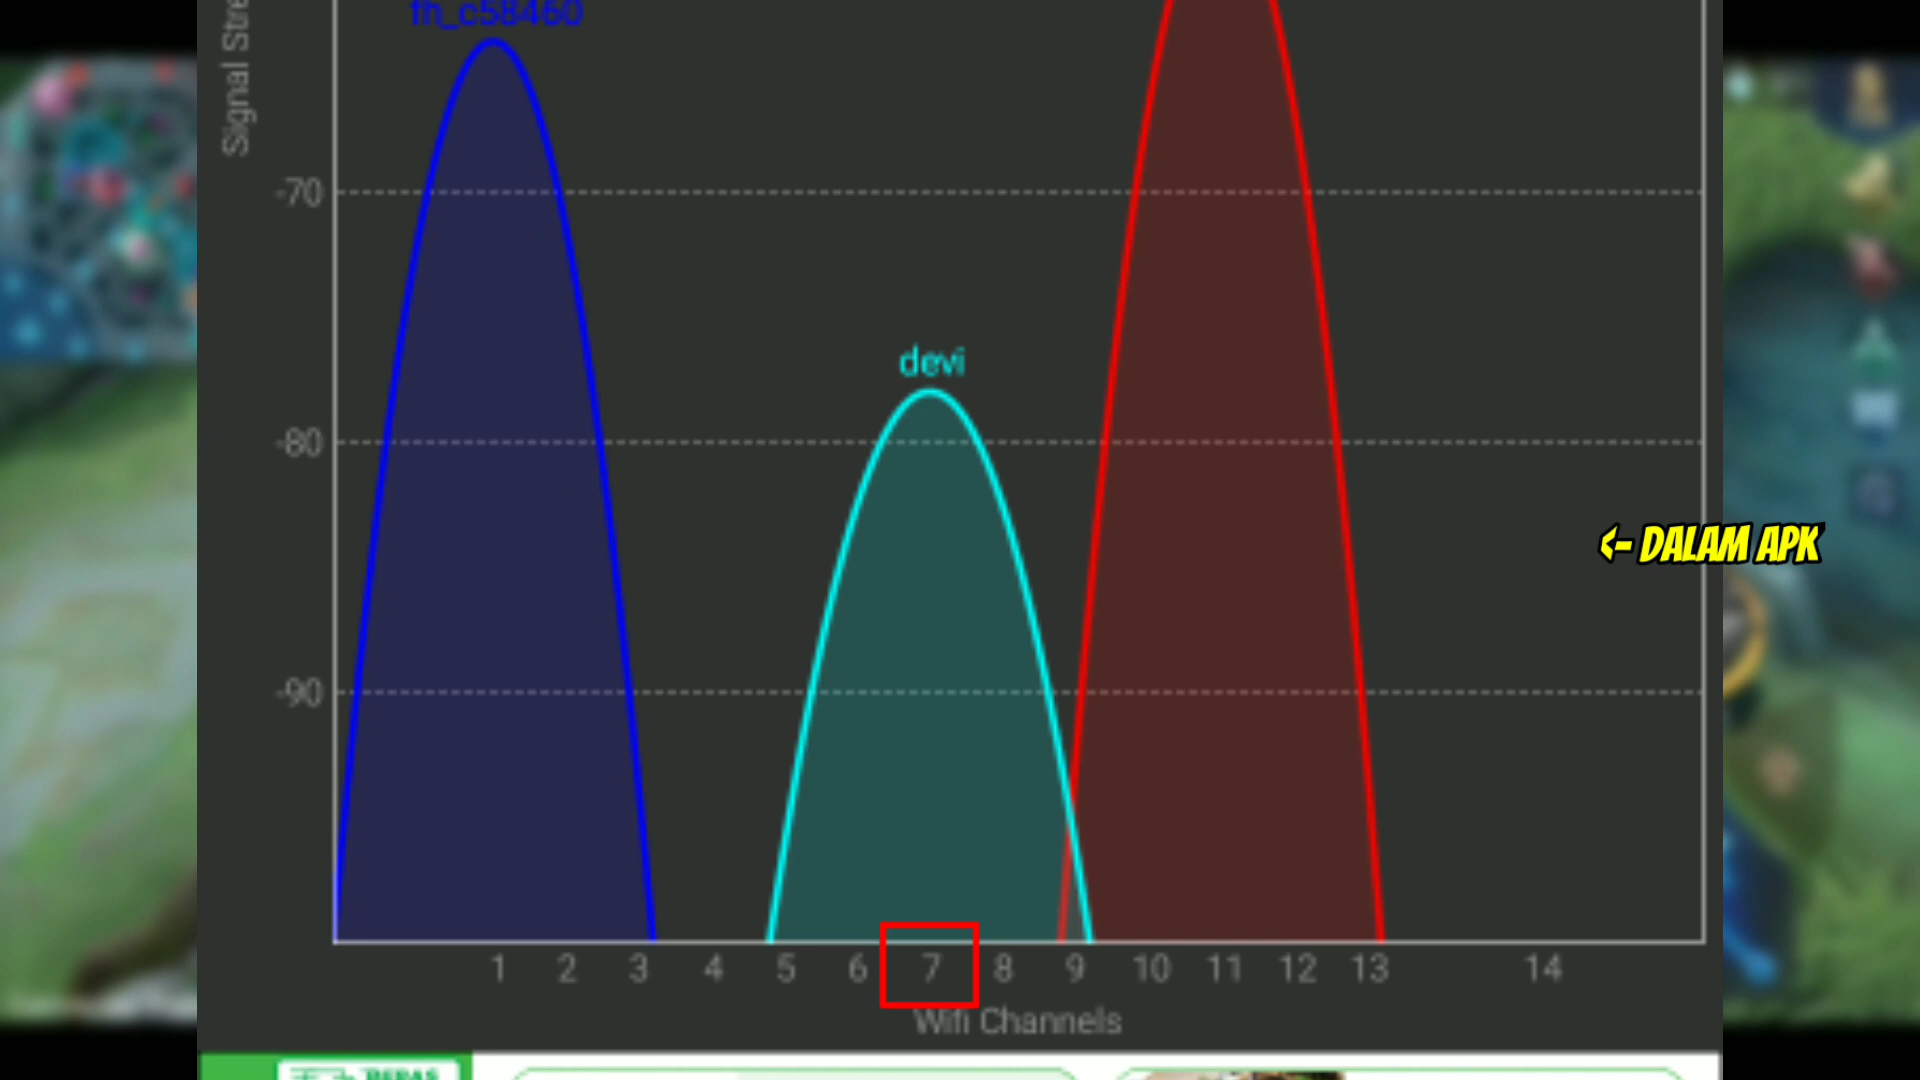 fh_c58460
Signal Stre
-70
devi
-80
<- DALAM APK
-90
1 2 3 4 5 6 7 8 9 10 11 12 13 14
Wifi Channels